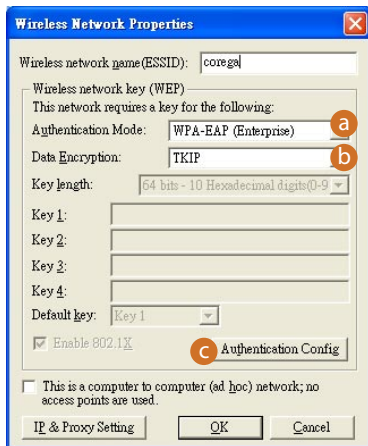 Wireless Network Properties
Wireless network name(ESSID): corega
Wireless network key (WEP)
This network requires a key for the following:
Authentication Mode: WPA-EAP (Enterprise) a
Data Encryption: TKIP b
Key length: 64 bits - 10 Hexadecimal digits(0-9
Key 1:
Key 2:
Key 3:
Key 4:
Default key: Key 1
Enable 802.1X
c Authentication Config
This is a computer to computer (ad hoc) network; no
access points are used.
IP & Proxy Setting OK Cancel